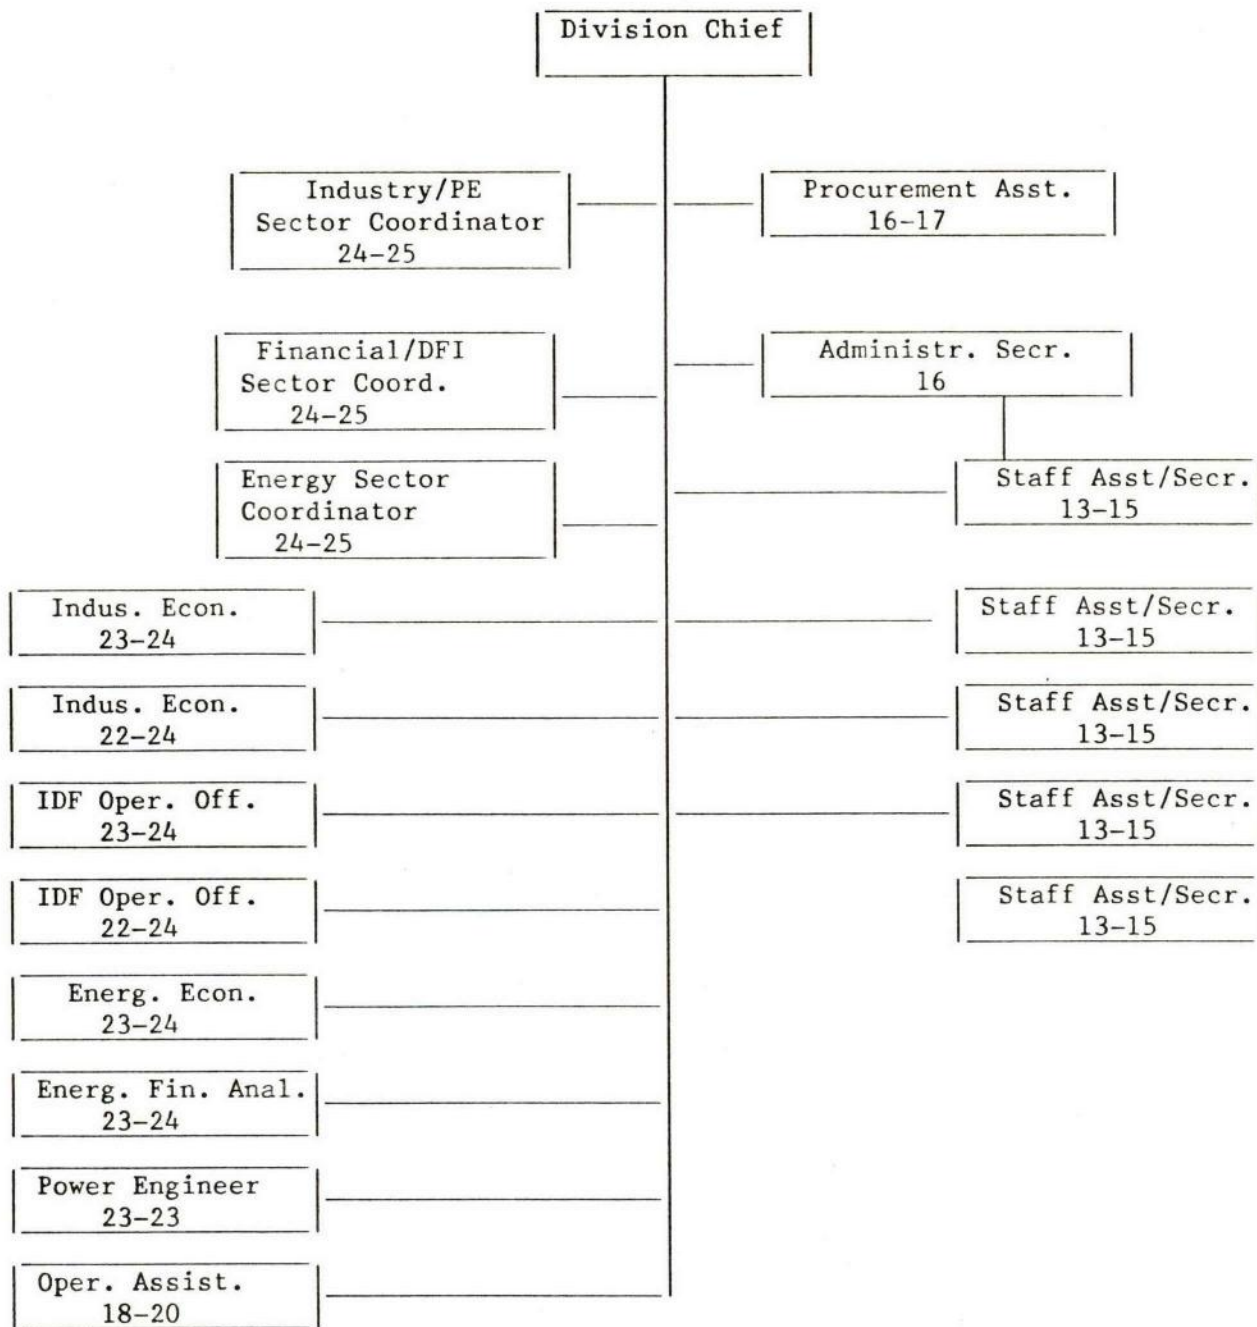 Division Chief
Industry/PE
Sector Coordinator
24-25
Procurement Asst.
16-17
Financial/DFI
Sector Coord.
24-25
Administr. Secr.
16
Energy Sector
Coordinator
24-25
Staff Asst/Secr.
13-15
Indus. Econ.
23-24
Staff Asst/Secr.
13-15
Indus. Econ.
22-24
Staff Asst/Secr.
13-15
IDF Oper. Off.
23-24
Staff Asst/Secr.
13-15
IDF Oper. Off.
22-24
Staff Asst/Secr.
13-15
Energ. Econ.
23-24
Energ. Fin. Anal.
23-24
Power Engineer
23-23
Oper. Assist.
18-20